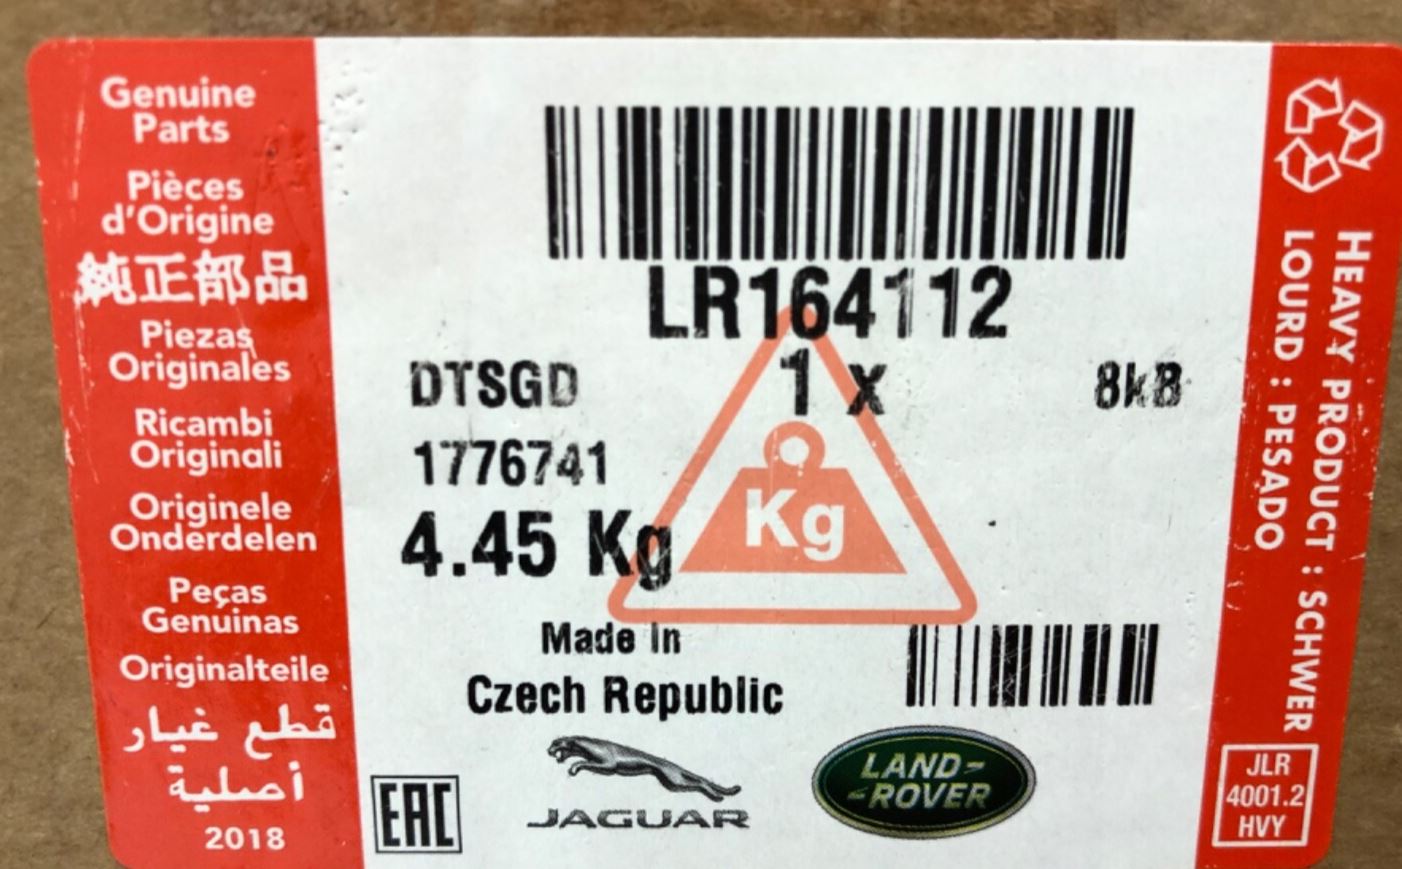 Genuine
Parts
Pièces
d'Origine
純正部品
Piezas
Originales
Ricambi
Originali
Originele
Onderdelen
Peças
Genuinas
Originalteile
قطع غيار
أصلية
2018
LR164112
DTSGD
1 x
8kB
1776741
4.45 Kg
Kg
Made In
Czech Republic
EAC
JAGUAR
LAND-
-ROVER
HEAVY PRODUCT : SCHWER
LOURD : PESADO
JLR
4001.2
HVY